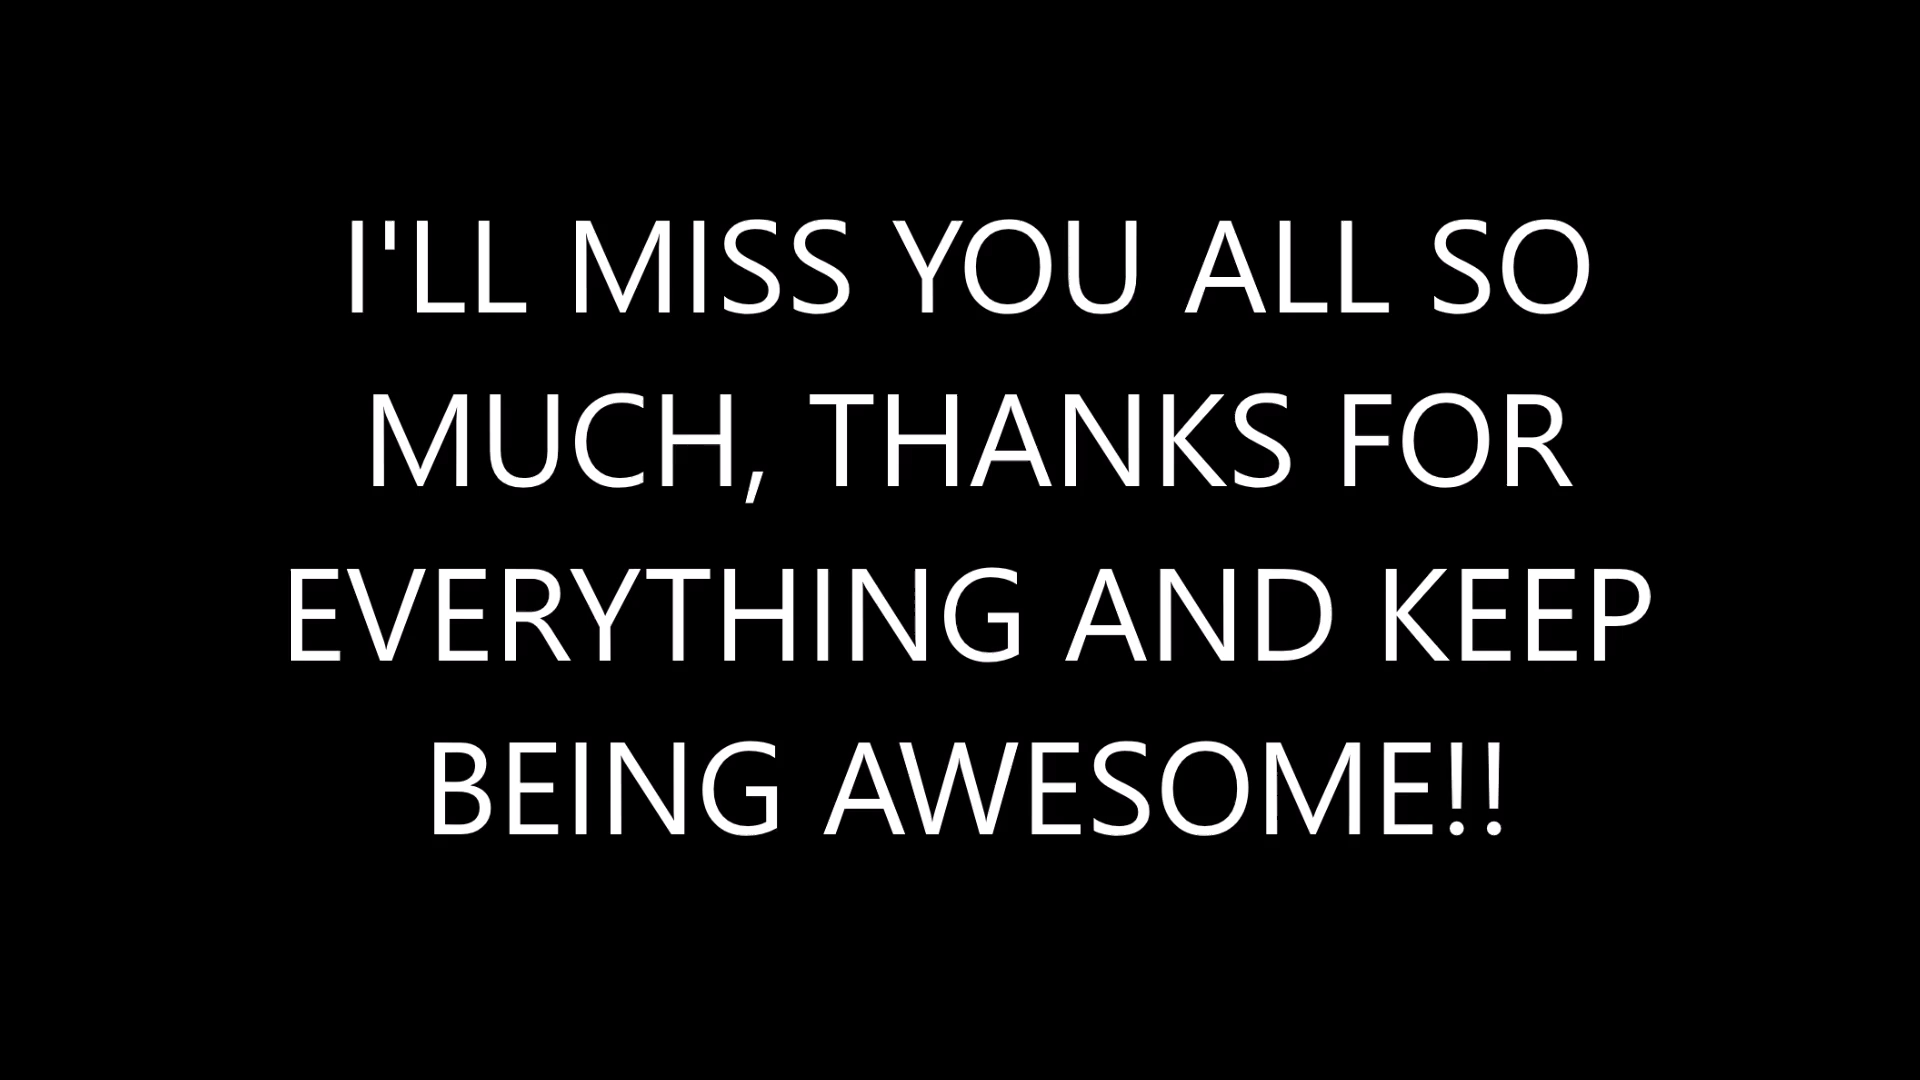 I'LL MISS YOU ALL SO
MUCH, THANKS FOR
EVERYTHING AND KEEP
BEING AWESOME!!